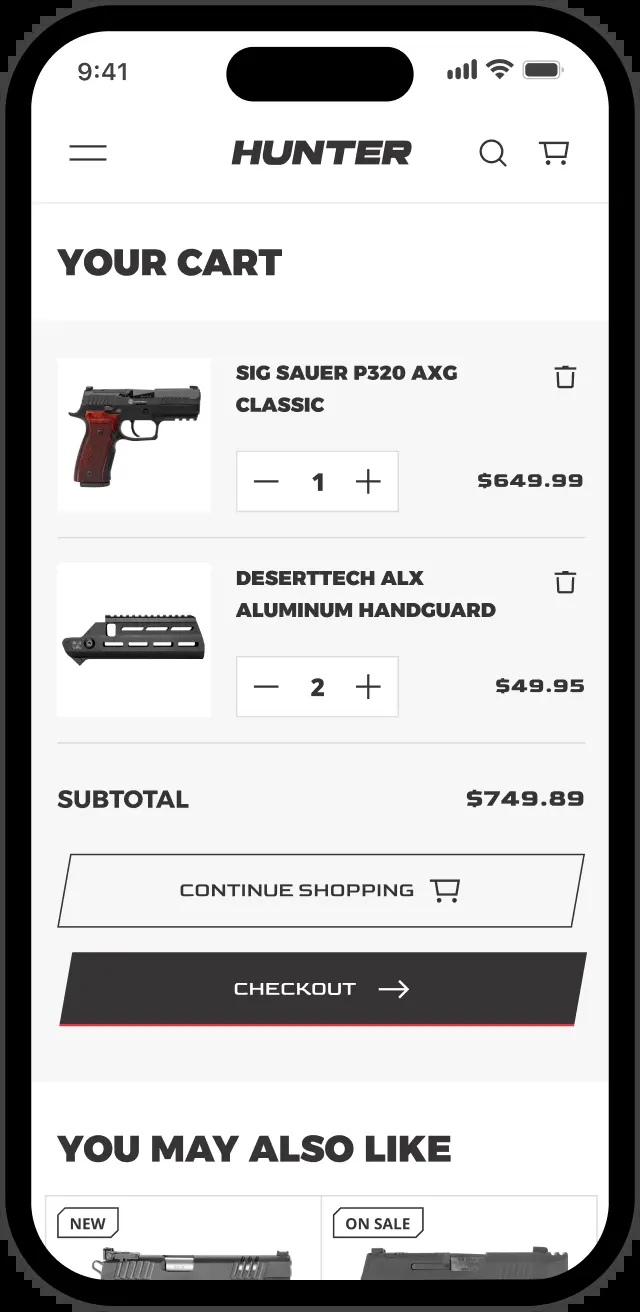 9:41
HUNTER
YOUR CART
SIG SAUER P320 AXG
CLASSIC
1
$649.99
DESERTTECH ALX
ALUMINUM HANDGUARD
2
$49.95
SUBTOTAL
$749.89
CONTINUE SHOPPING
CHECKOUT
YOU MAY ALSO LIKE
NEW
ON SALE